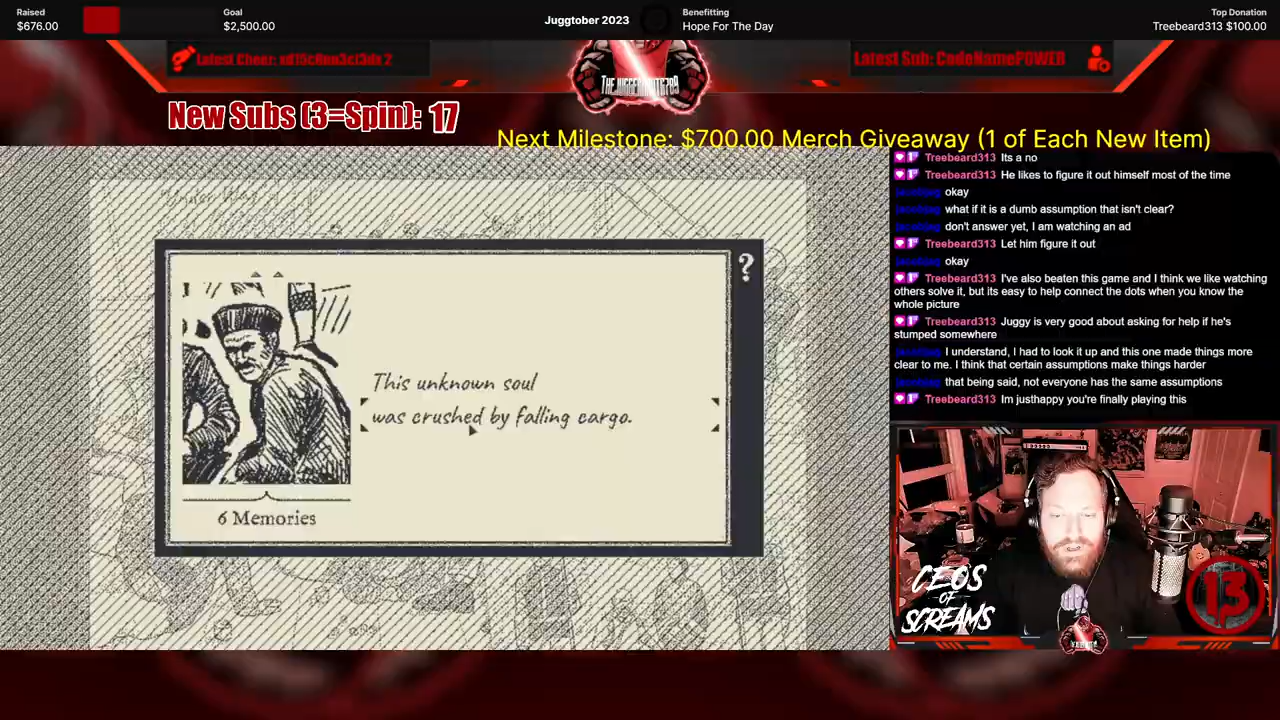 Raised
$676.00
Goal
$2,500.00
Juggtober 2023
Benefitting
Hope For The Day
Top Donation
Treebeard313 $100.00
Latest Cheer:
Latest Sub: CodeNamePOWER
THEJUGGERNAUT6789
New Subs (3=Spin): 17
Next Milestone: $700.00 Merch Giveaway (1 of Each New Item)
This unknown soul
was crushed by falling cargo.
6 Memories
?
Treebeard313 Its a no
Treebeard313 He likes to figure it out himself most of the time
okay
what if it is a dumb assumption that isn't clear?
don't answer yet, I am watching an ad
Treebeard313 Let him figure it out
okay
Treebeard313 I've also beaten this game and I think we like watching
others solve it, but its easy to help connect the dots when you know the
whole picture
Treebeard313 Juggy is very good about asking for help if he's
stumped somewhere
I understand, I had to look it up and this one made things more
clear to me. I think that certain assumptions make things harder
that being said, not everyone has the same assumptions
Treebeard313 Im justhappy you're finally playing this
CEOS
OF
SCREAMS
13